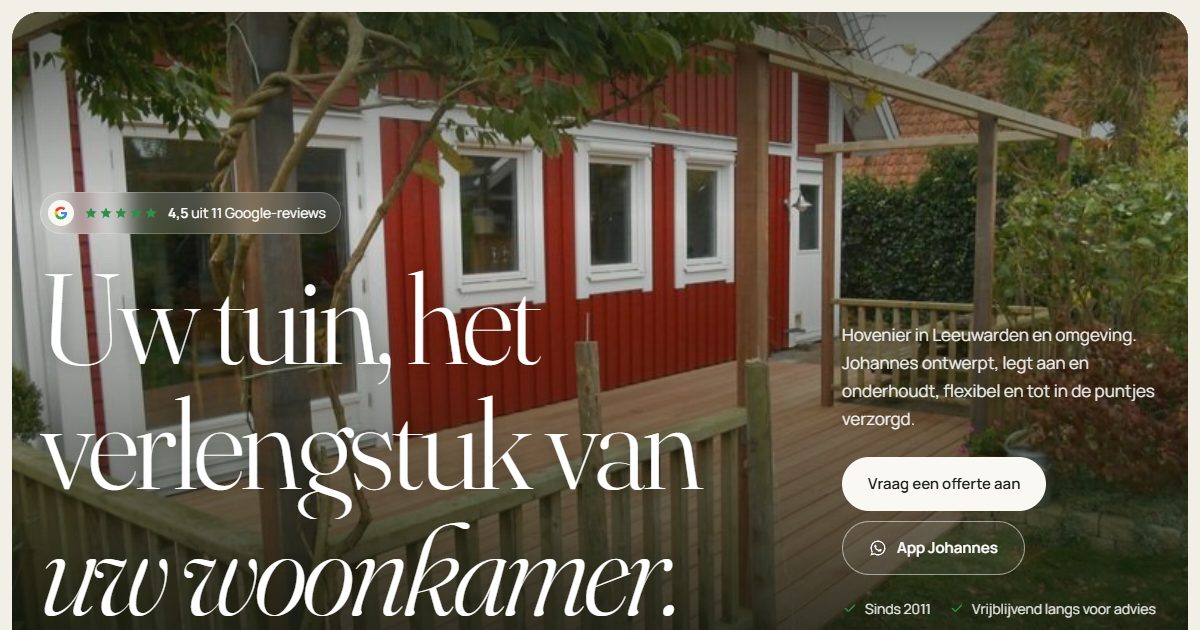 4,5 uit 11 Google-reviews
Uw tuin, het
verlengstuk van
uw woonkamer.
Hovenier in Leeuwarden en omgeving.
Johannes ontwerpt, legt aan en
onderhoudt, flexibel en tot in de puntjes
verzorgd.
Vraag een offerte aan
App Johannes
Sinds 2011
Vrijblijvend langs voor advies